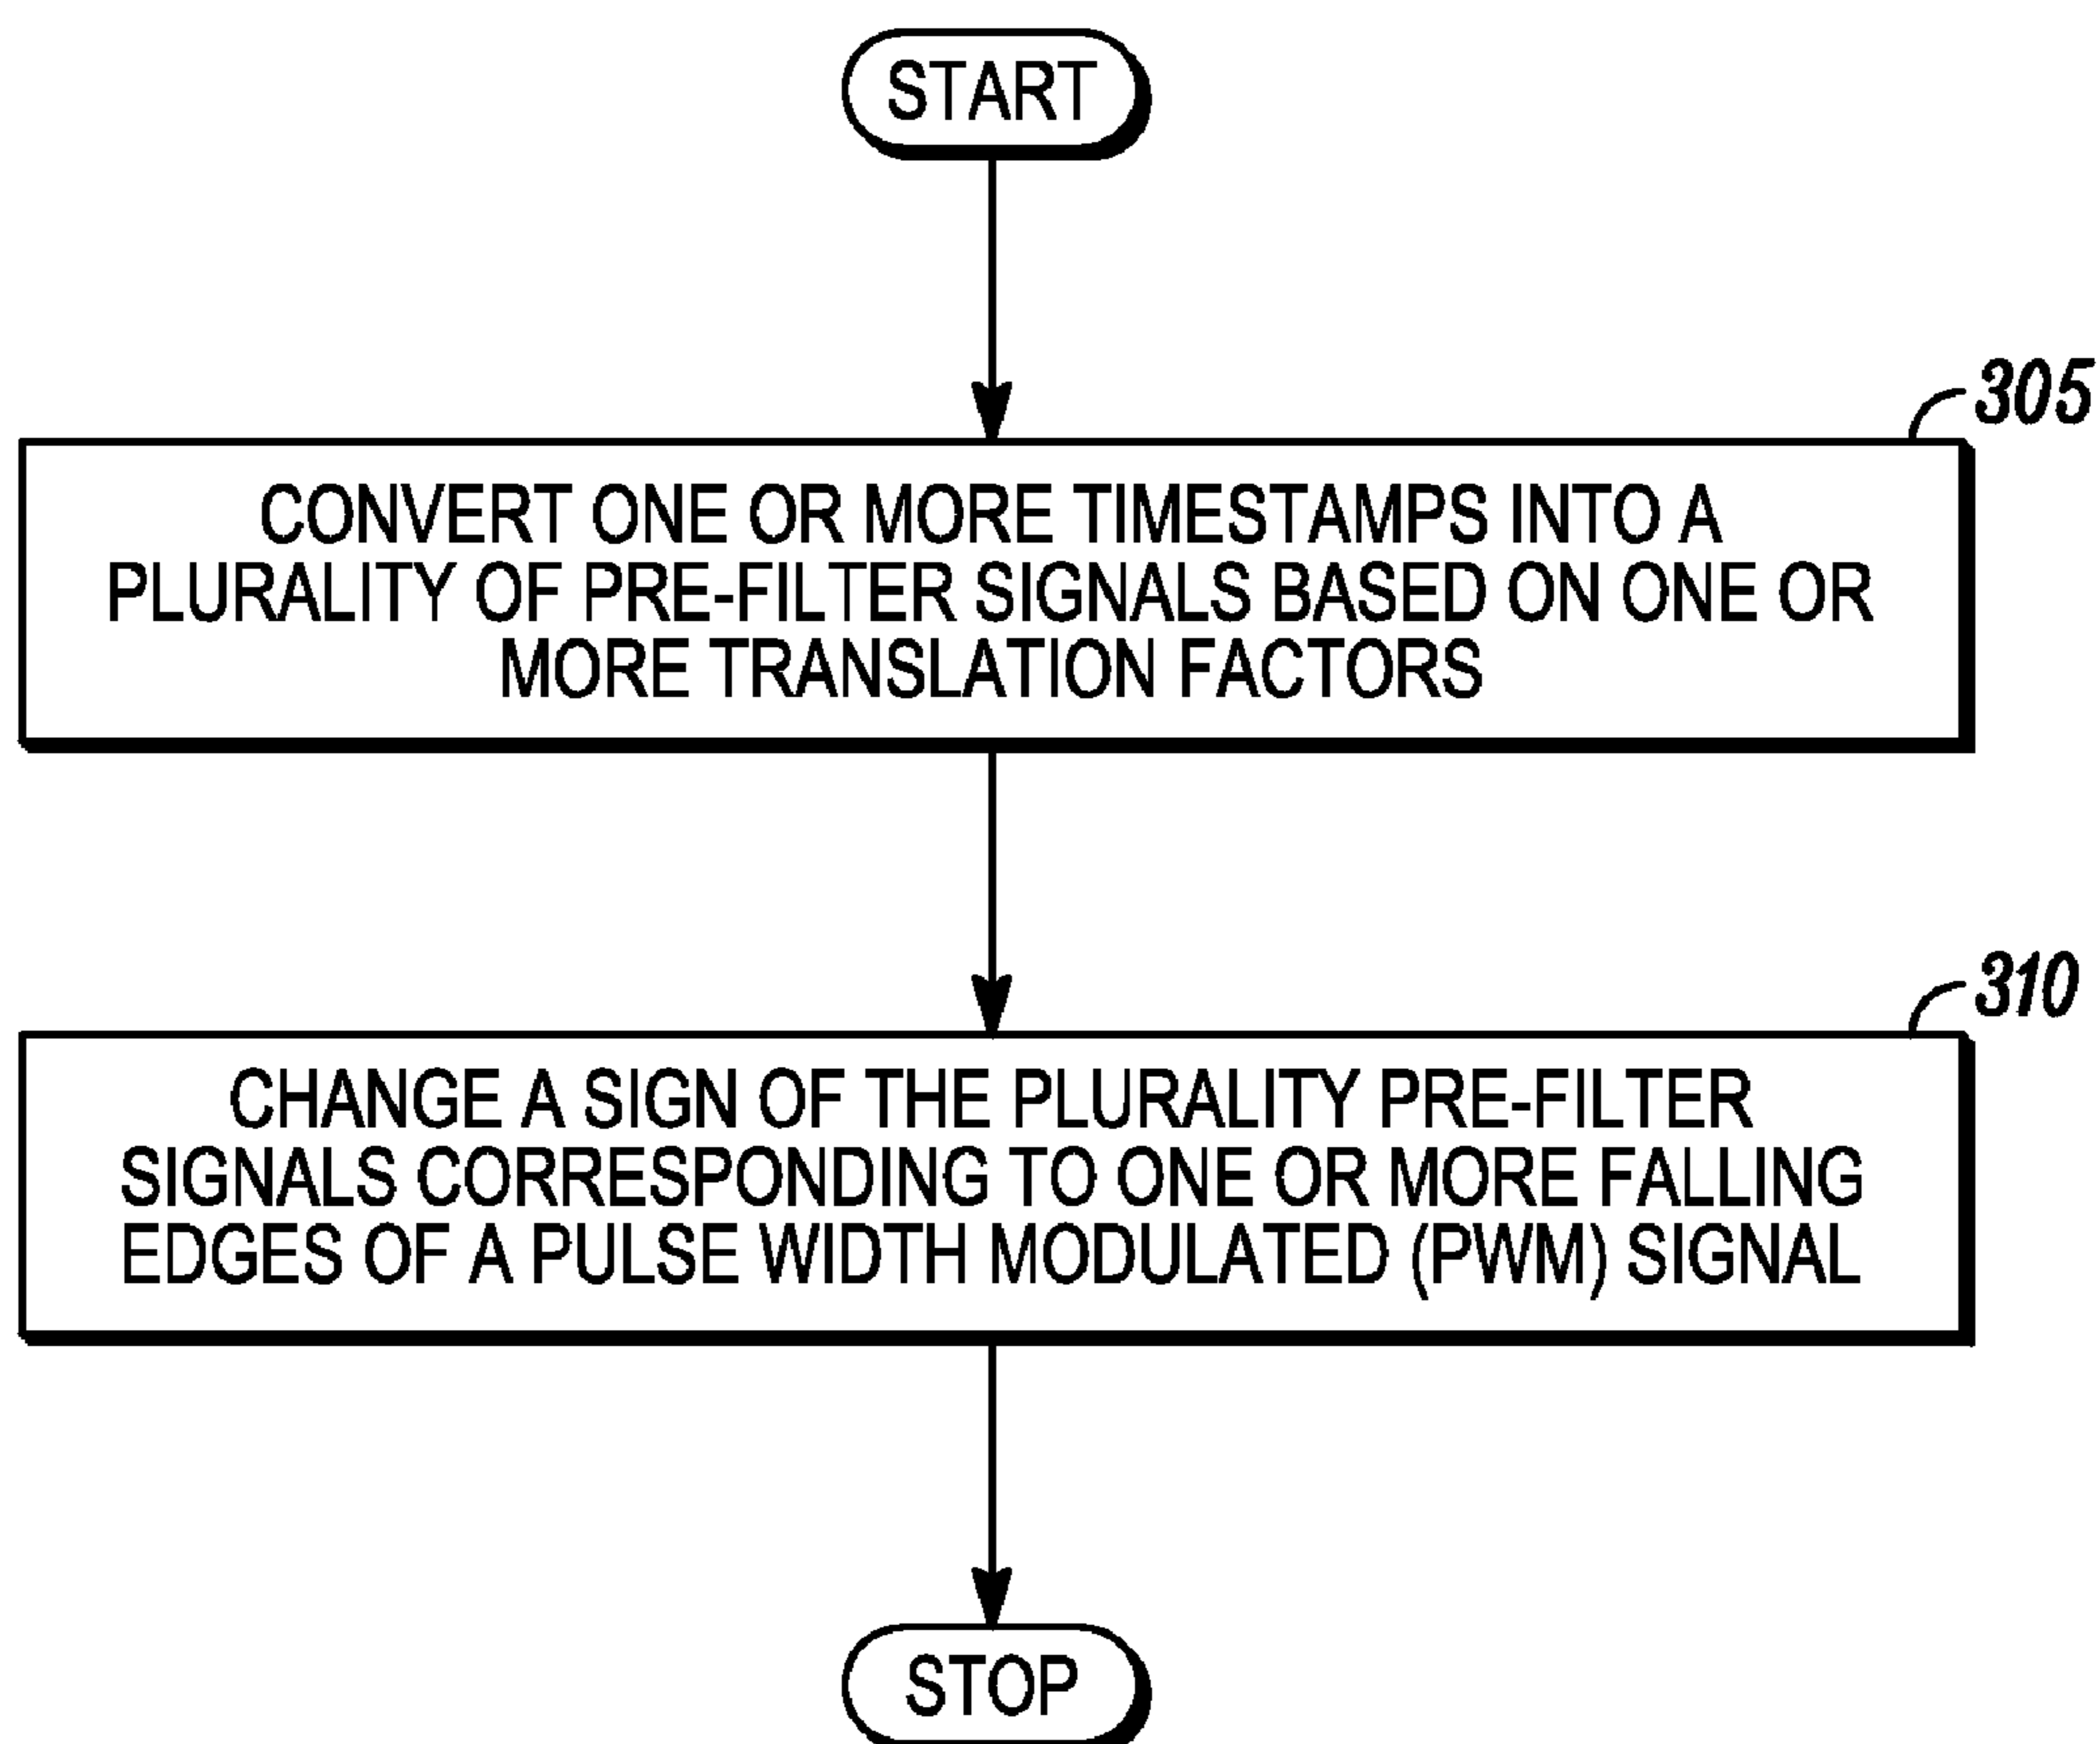 START
305
CONVERT ONE OR MORE TIMESTAMPS INTO A
PLURALITY OF PRE-FILTER SIGNALS BASED ON ONE OR
MORE TRANSLATION FACTORS
310
CHANGE A SIGN OF THE PLURALITY PRE-FILTER
SIGNALS CORRESPONDING TO ONE OR MORE FALLING
EDGES OF A PULSE WIDTH MODULATED (PWM) SIGNAL
STOP